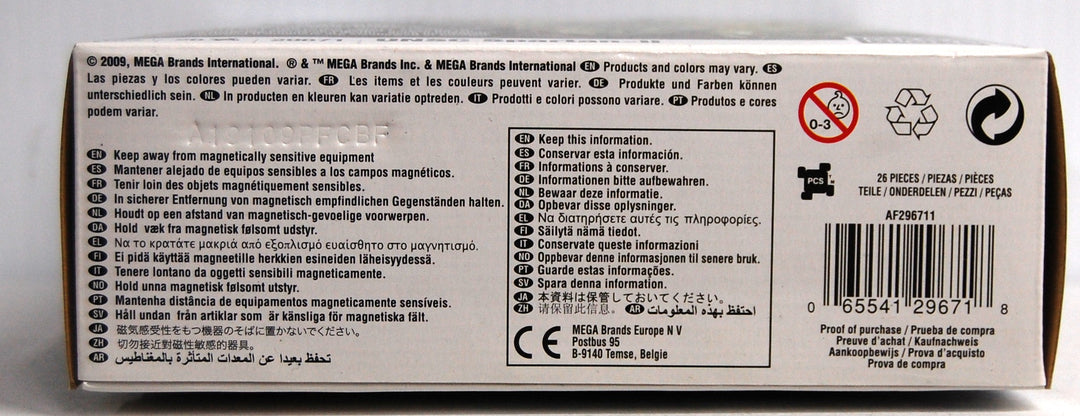 © 2009, MEGA Brands International. ® & ™ MEGA Brands Inc. & MEGA Brands International EN Products and colors may vary. ES
Las piezas y los colores pueden variar. FR Les items et les couleurs peuvent varier. DE Produkte und Farben können
unterschiedlich sein. NL In producten en kleuren kan variatie optreden. IT Prodotti e colori possono variare. PT Produtos e cores
podem variar.
EN Keep away from magnetically sensitive equipment
ES Mantener alejado de equipos sensibles a los campos magnéticos.
FR Tenir loin des objets magnétiquement sensibles.
DE In sicherer Entfernung von magnetisch empfindlichen Gegenständen halten.
NL Houdt op een afstand van magnetisch-gevoelige voorwerpen.
DA Hold væk fra magnetisk følsomt udstyr.
EL Να το κρατάτε μακριά από εξοπλισμό ευαίσθητο στο μαγνητισμό.
FI Ei pidä käyttää magneetille herkkien esineiden läheisyydessä.
IT Tenere lontano da oggetti sensibili magneticamente.
NO Hold unna magnetisk følsomt utstyr.
PT Mantenha distância de equipamentos magneticamente sensíveis.
SV Håll undan från artiklar som är känsliga för magnetiska fält.
JA 磁気感受性をもつ機器のそばに置かないでください。
ZH 切勿接近對磁性敏感的器具。
AR تحفظ بعيدا عن المعدات المتأثرة بالمغناطيس
EN Keep this information.
ES Conservar esta información.
FR Informations à conserver.
DE Informationen bitte aufbewahren.
NL Bewaar deze informatie.
DA Opbevar disse oplysninger.
EL Να διατηρήσετε αυτές τις πληροφορίες.
FI Säilytä nämä tiedot.
IT Conservate queste informazioni
NO Oppbevar denne informasjonen til senere bruk.
PT Guarde estas informações.
SV Spara denna information.
JA 本資料は保管しておいてください。
ZH 请保留此信息。 AR احتفظ بهذه المعلومات
CE MEGA Brands Europe N V
Postbus 95
B-9140 Temse, Belgie
0-3
PCS
26 PIECES / PIEZAS / PIÈCES
TEILE / ONDERDELEN / PEZZI / PEÇAS
AF296711
0 65541 29671 8
Proof of purchase / Prueba de compra
Preuve d'achat / Kaufnachweis
Aankoopbewijs / Prova d'acquisto
Prova de compra